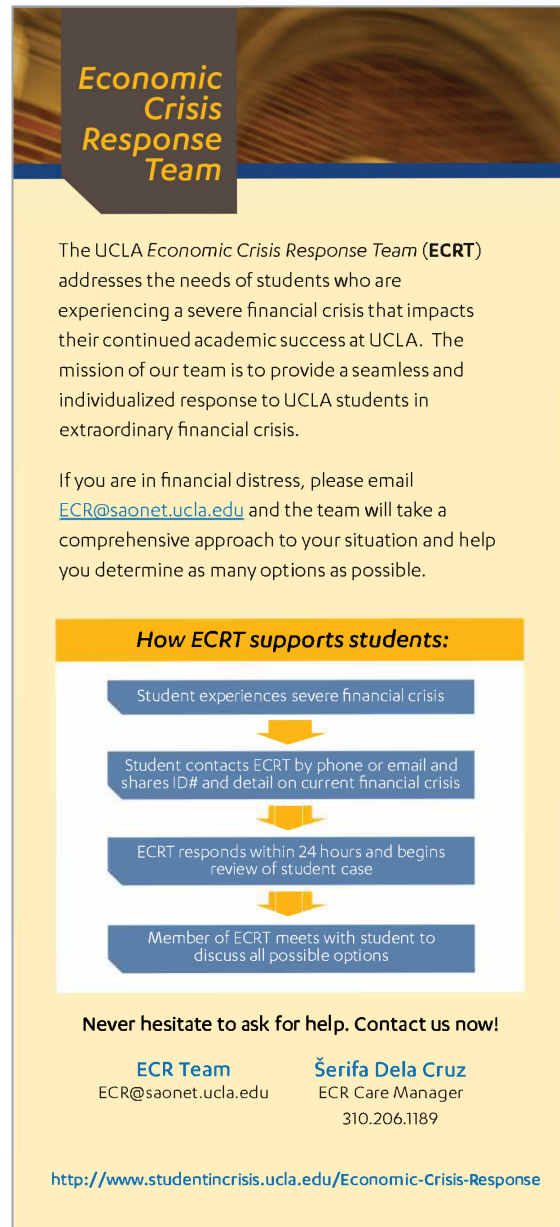 Economic
Crisis
Response
Team
The UCLA Economic Crisis Response Team (ECRT)
addresses the needs of students who are
experiencing a severe financial crisis that impacts
their continued academic success at UCLA. The
mission of our team is to provide a seamless and
individualized response to UCLA students in
extraordinary financial crisis.
If you are in financial distress, please email
ECR@saonet.ucla.edu and the team will take a
comprehensive approach to your situation and help
you determine as many options as possible.
How ECRT supports students:
Student experiences severe financial crisis
Student contacts ECRT by phone or email and
shares ID# and detail on current financial crisis
ECRT responds within 24 hours and begins
review of student case
Member of ECRT meets with student to
discuss all possible options
Never hesitate to ask for help. Contact us now!
ECR Team
ECR@saonet.ucla.edu
Šerifa Dela Cruz
ECR Care Manager
310.206.1189
http://www.studentincrisis.ucla.edu/Economic-Crisis-Response